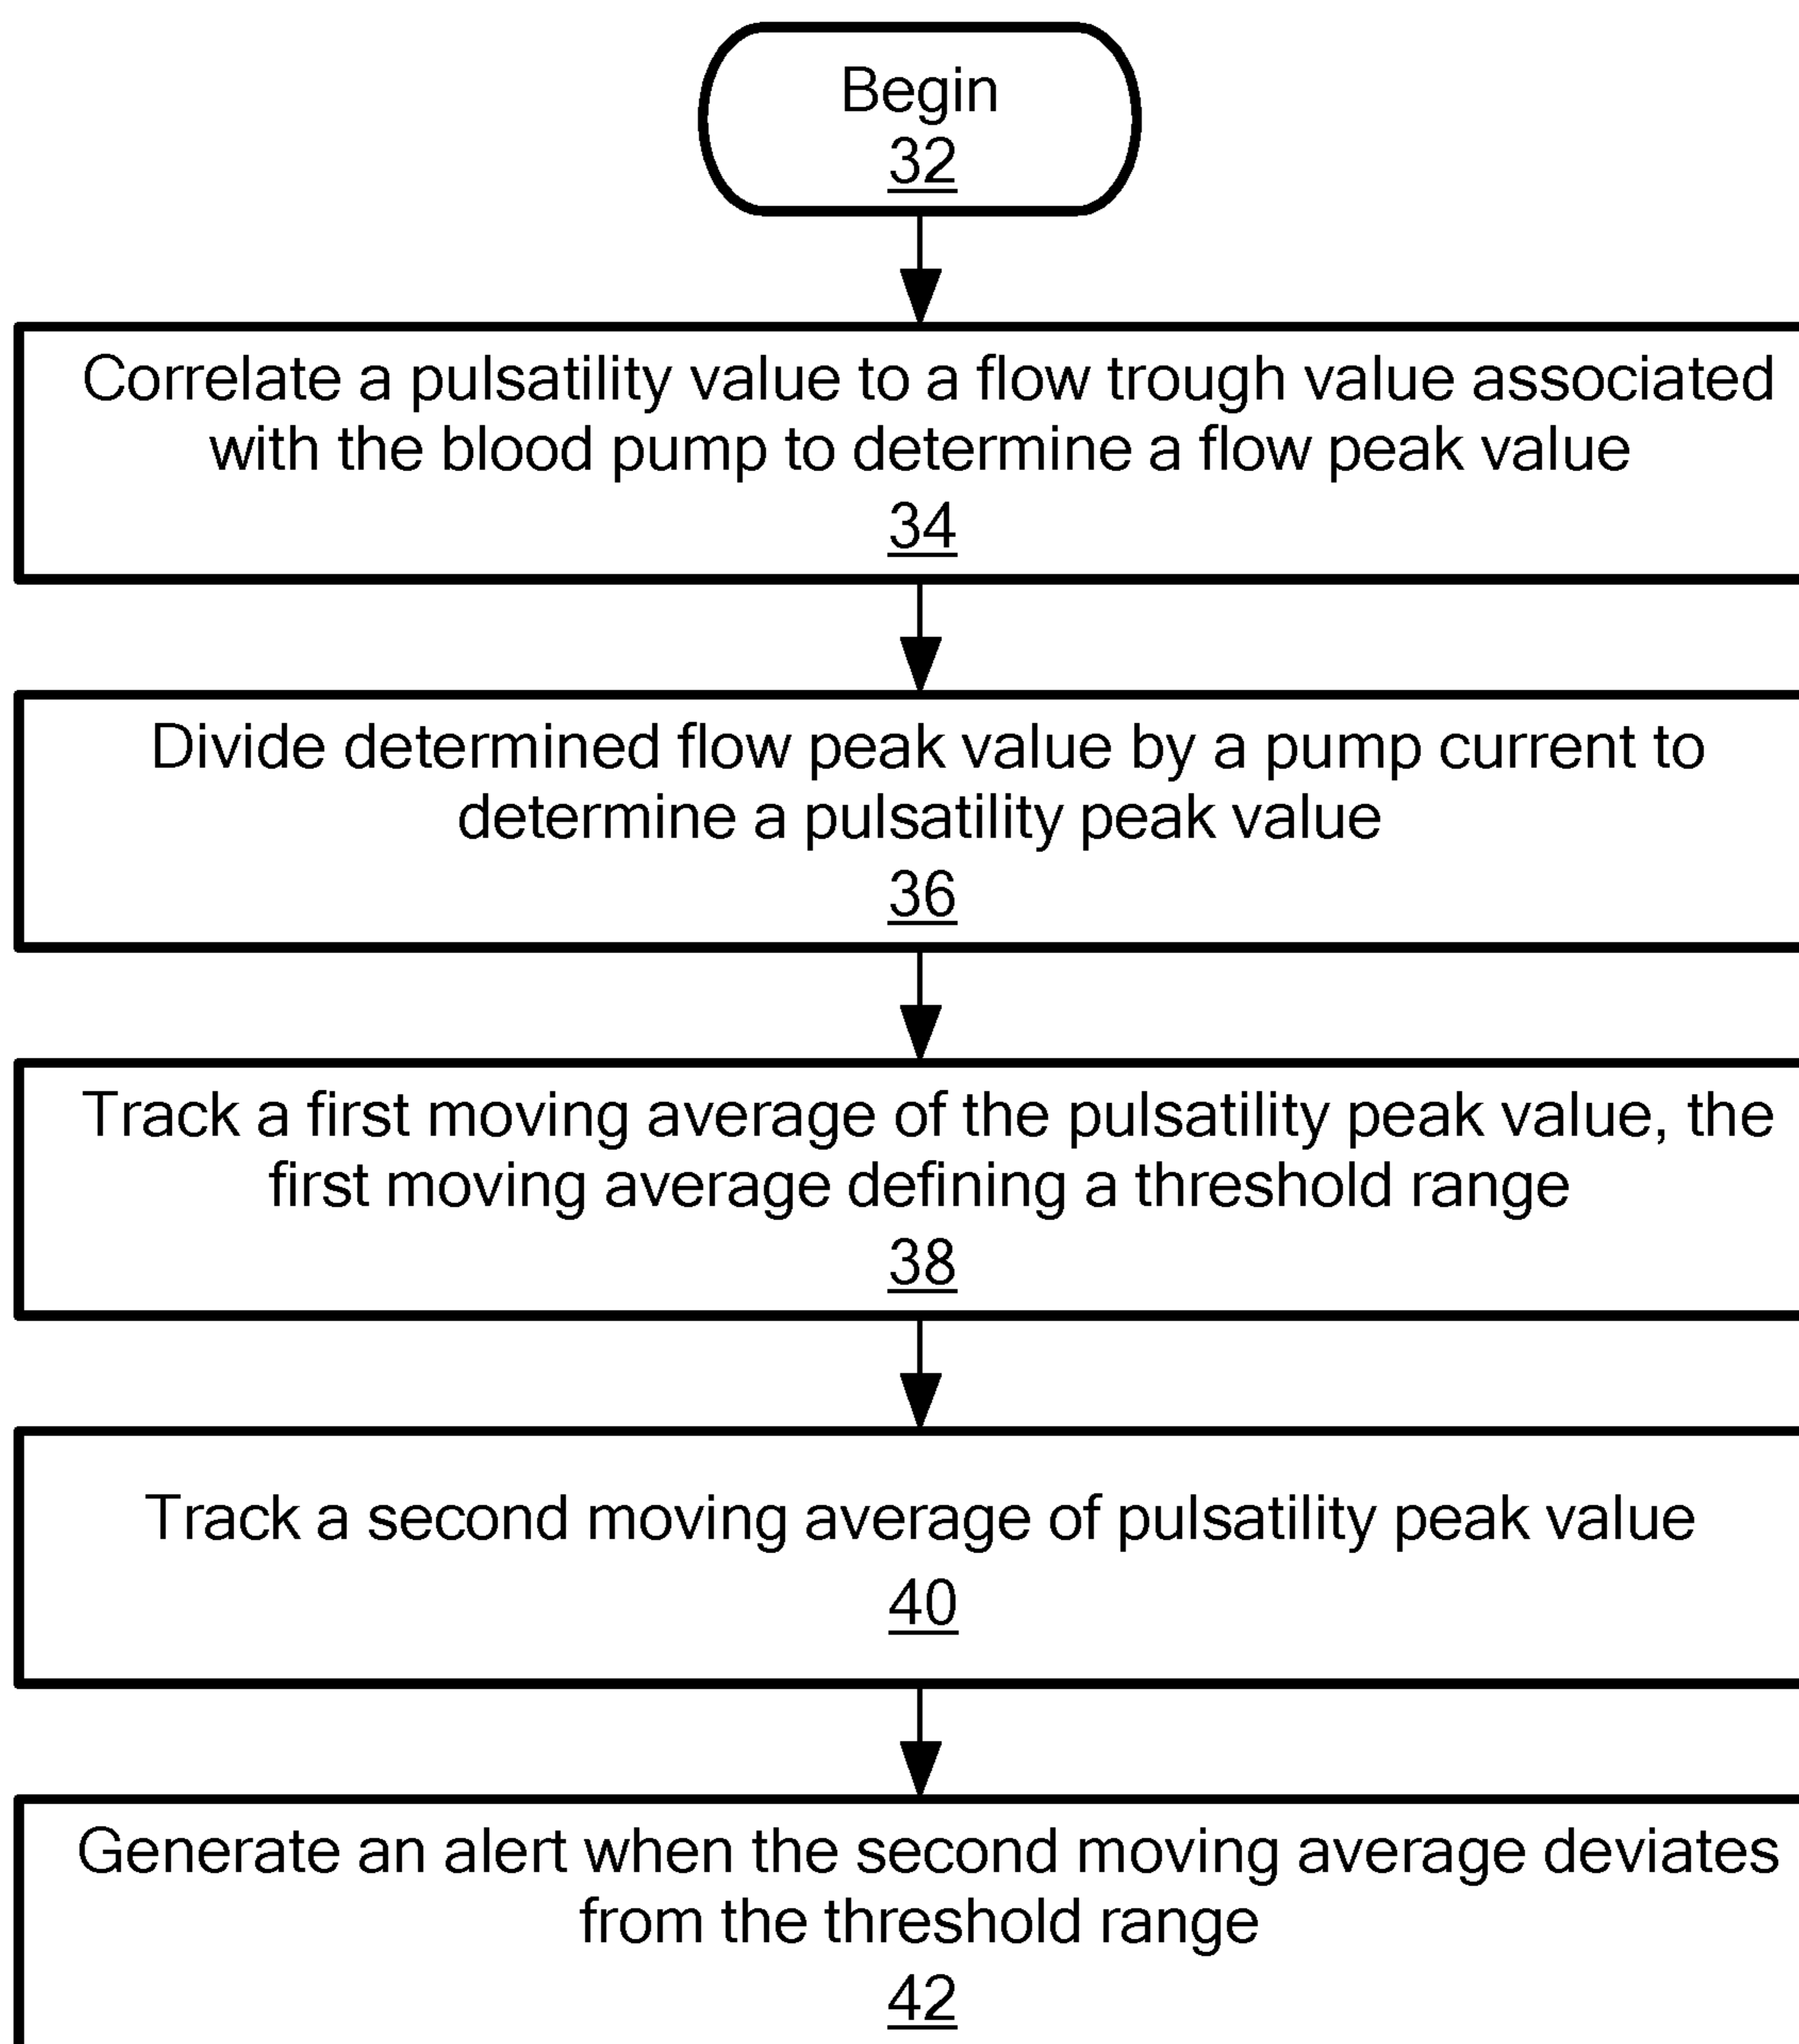 Begin
32
Correlate a pulsatility value to a flow trough value associated
with the blood pump to determine a flow peak value
34
Divide determined flow peak value by a pump current to
determine a pulsatility peak value
36
Track a first moving average of the pulsatility peak value, the
first moving average defining a threshold range
38
Track a second moving average of pulsatility peak value
40
Generate an alert when the second moving average deviates
from the threshold range
42